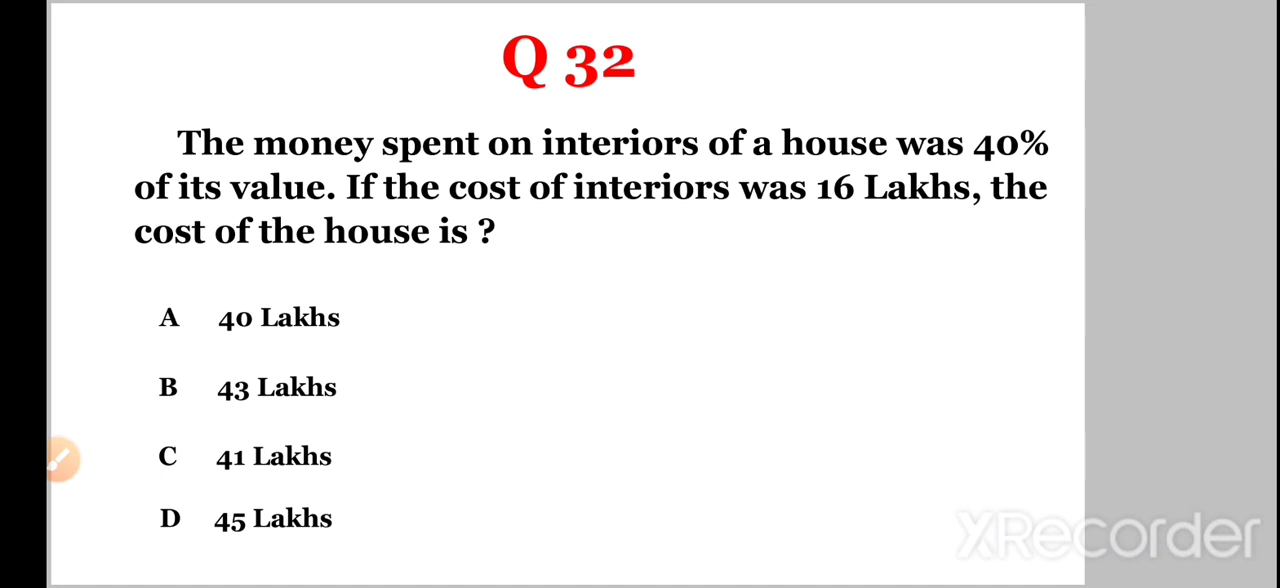 Q 32
The money spent on interiors of a house was 40%
of its value. If the cost of interiors was 16 Lakhs, the
cost of the house is ?
A 40 Lakhs
B 43 Lakhs
C 41 Lakhs
D 45 Lakhs
XRecorder